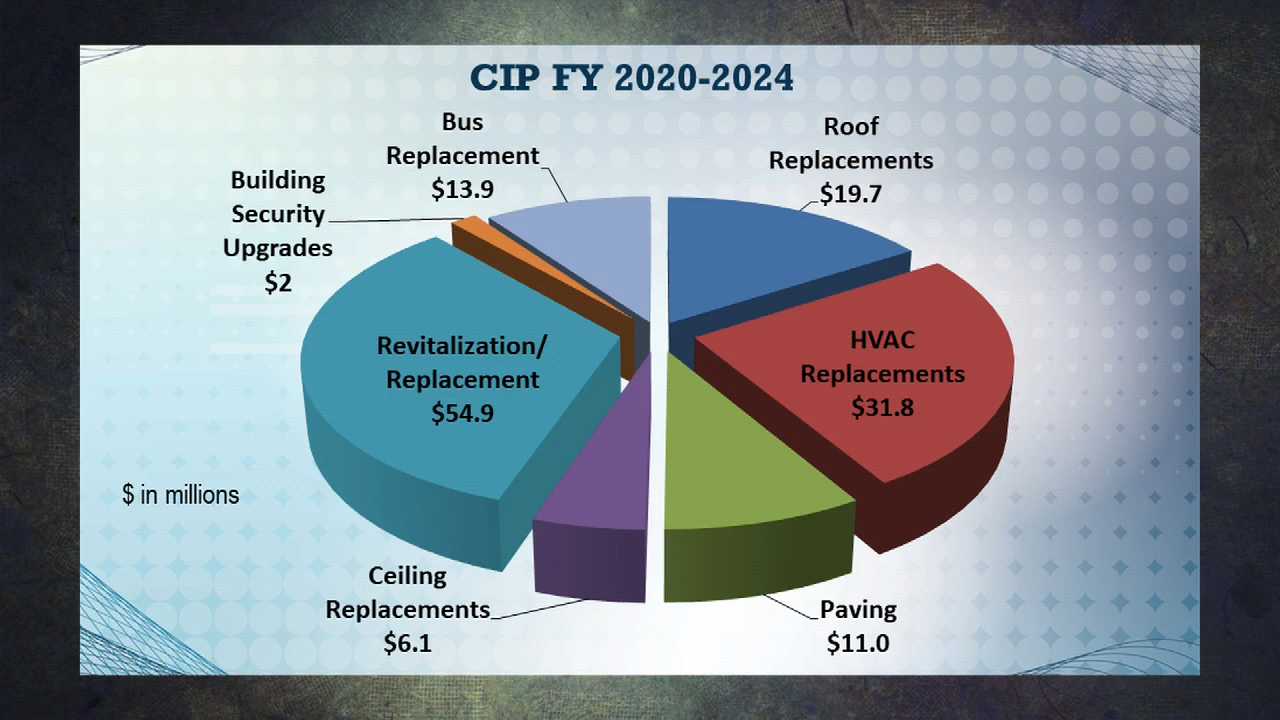 CIP FY 2020-2024
Bus
Replacement
$13.9
Roof
Replacements
$19.7
Building
Security
Upgrades
$2
Revitalization/
Replacement
$54.9
HVAC
Replacements
$31.8
$ in millions
Ceiling
Replacements
$6.1
Paving
$11.0